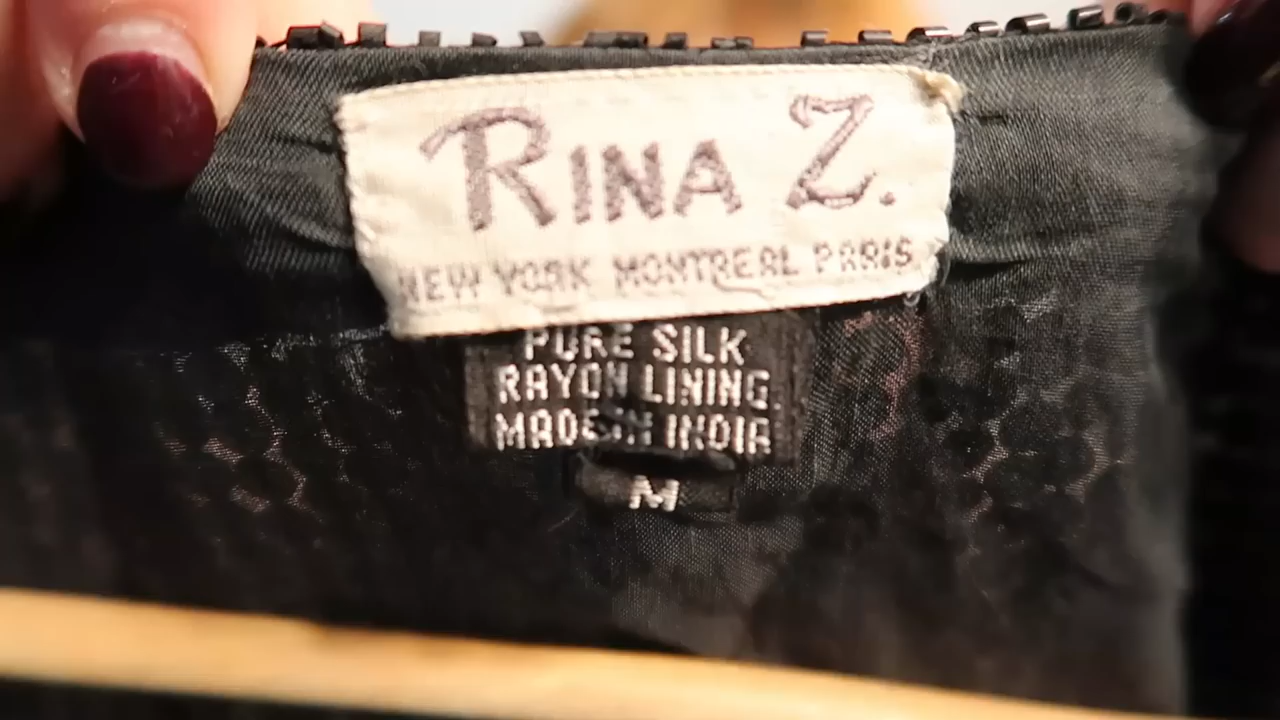 RINA Z.
NEW YORK MONTREAL PARIS
PURE SILK
RAYON LINING
MADE IN INDIA
M